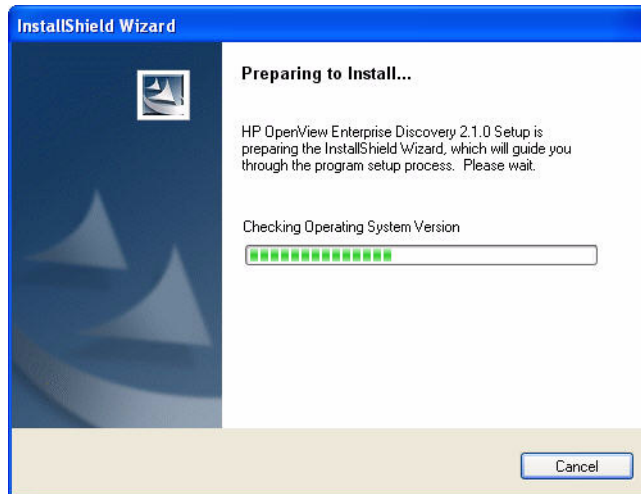 InstallShield Wizard
Preparing to Install...
HP OpenView Enterprise Discovery 2.1.0 Setup is
preparing the InstallShield Wizard, which will guide you
through the program setup process.  Please wait.
Checking Operating System Version
Cancel